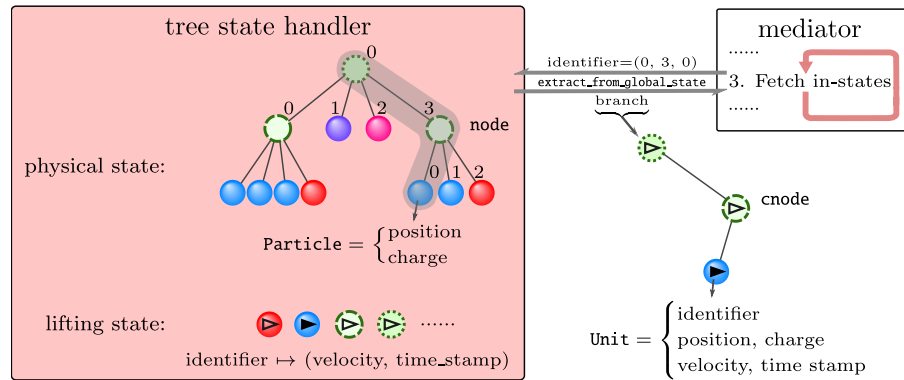 tree state handler
mediator
0
identifier=(0, 3, 0)
......
extract_from_global_state
3. Fetch in-states
branch
......
0
1
2
3
node
physical state:
0
1
2
cnode
Particle = { position
charge
lifting state:
......
identifier ↦ (velocity, time_stamp)
Unit = { identifier
position, charge
velocity, time stamp